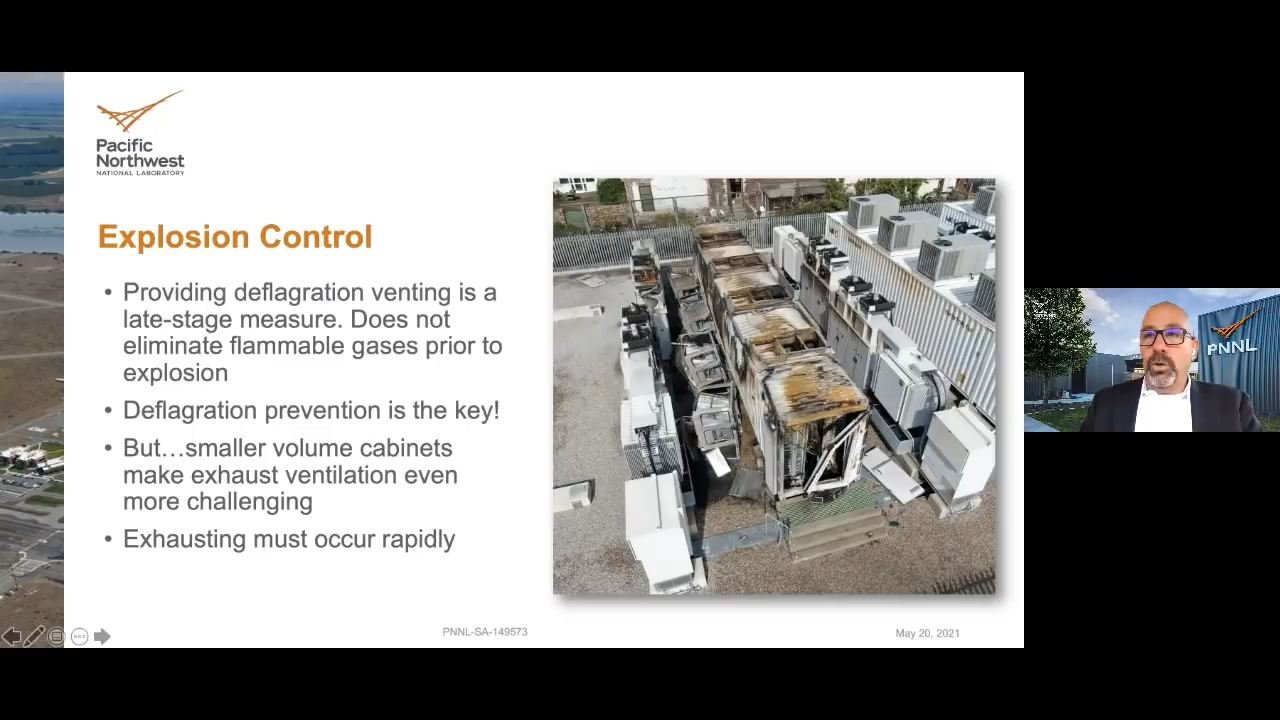 Pacific
Northwest
NATIONAL LABORATORY
Explosion Control
• Providing deflagration venting is a
late-stage measure. Does not
eliminate flammable gases prior to
explosion
• Deflagration prevention is the key!
• But…smaller volume cabinets
make exhaust ventilation even
more challenging
• Exhausting must occur rapidly
PNNL-SA-149573
May 20, 2021
PNNL